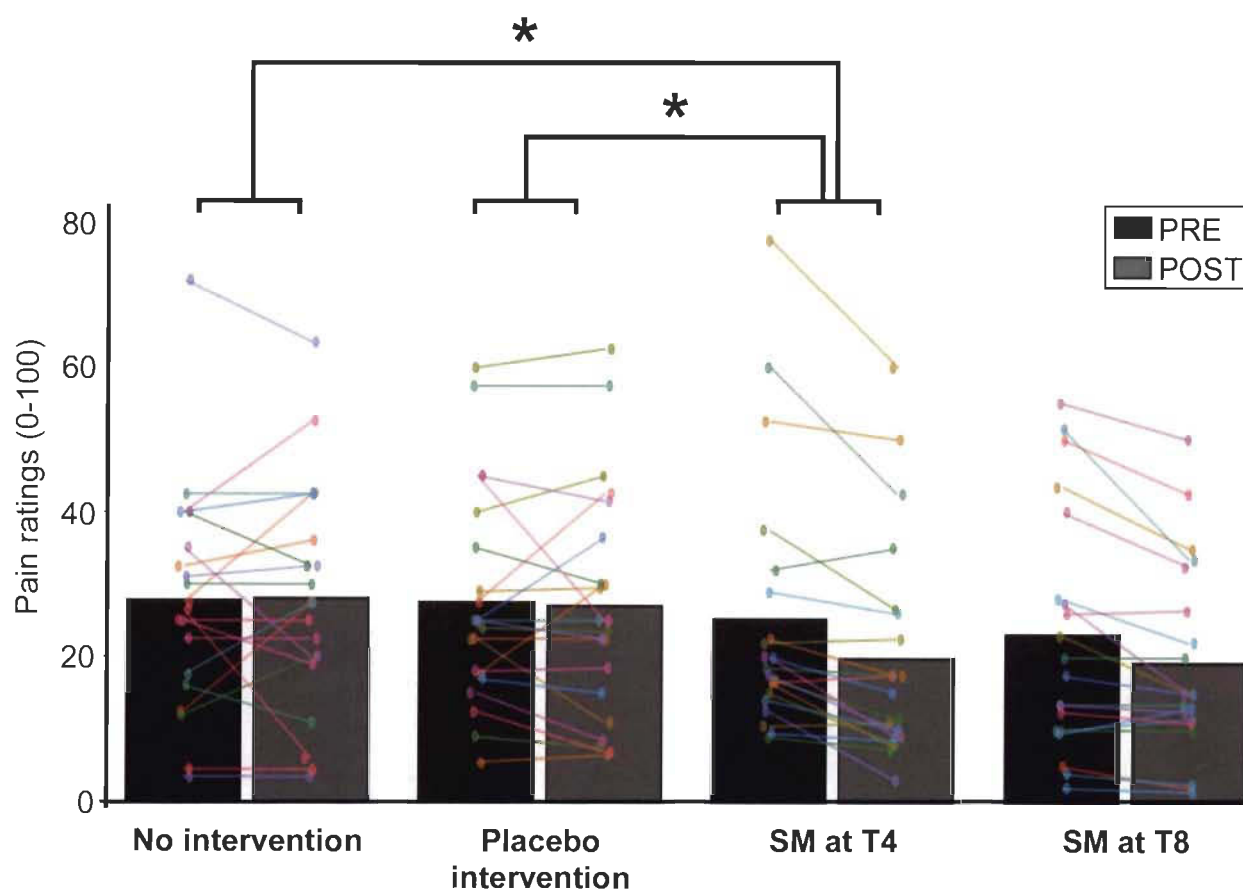 *
*
80
PRE
POST
60
40
20
0
Pain ratings (0-100)
No intervention
Placebo
intervention
SM at T4
SM at T8